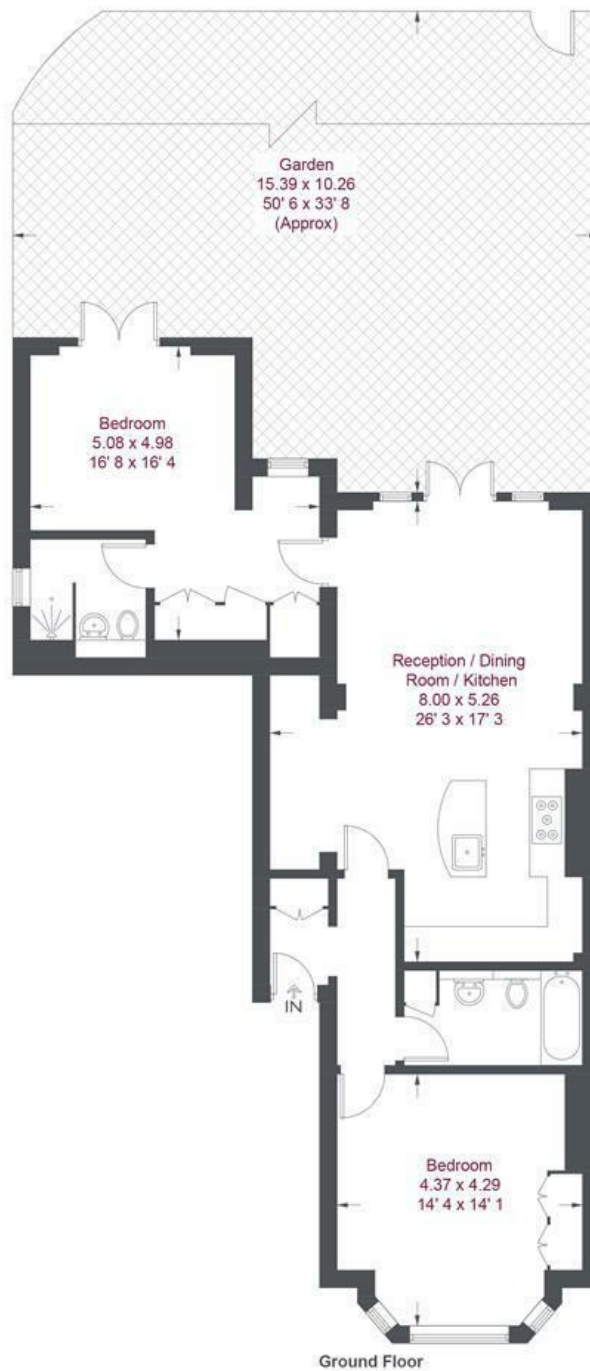 Garden
15.39 x 10.26
50' 6 x 33' 8
(Approx)
Bedroom
5.08 x 4.98
16' 8 x 16' 4
Reception / Dining
Room / Kitchen
8.00 x 5.26
26' 3 x 17' 3
IN
Bedroom
4.37 x 4.29
14' 4 x 14' 1
Ground Floor